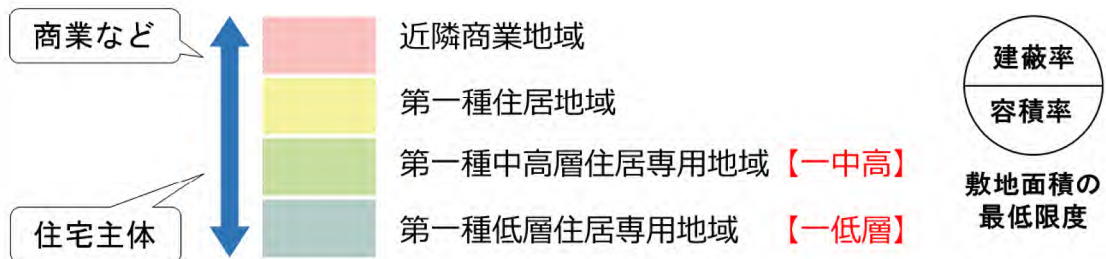 商業など
住宅主体
近隣商業地域
第一種住居地域
第一種中高層住居専用地域【一中高】
第一種低層住居専用地域 【一低層】
建蔽率
容積率
敷地面積の
最低限度